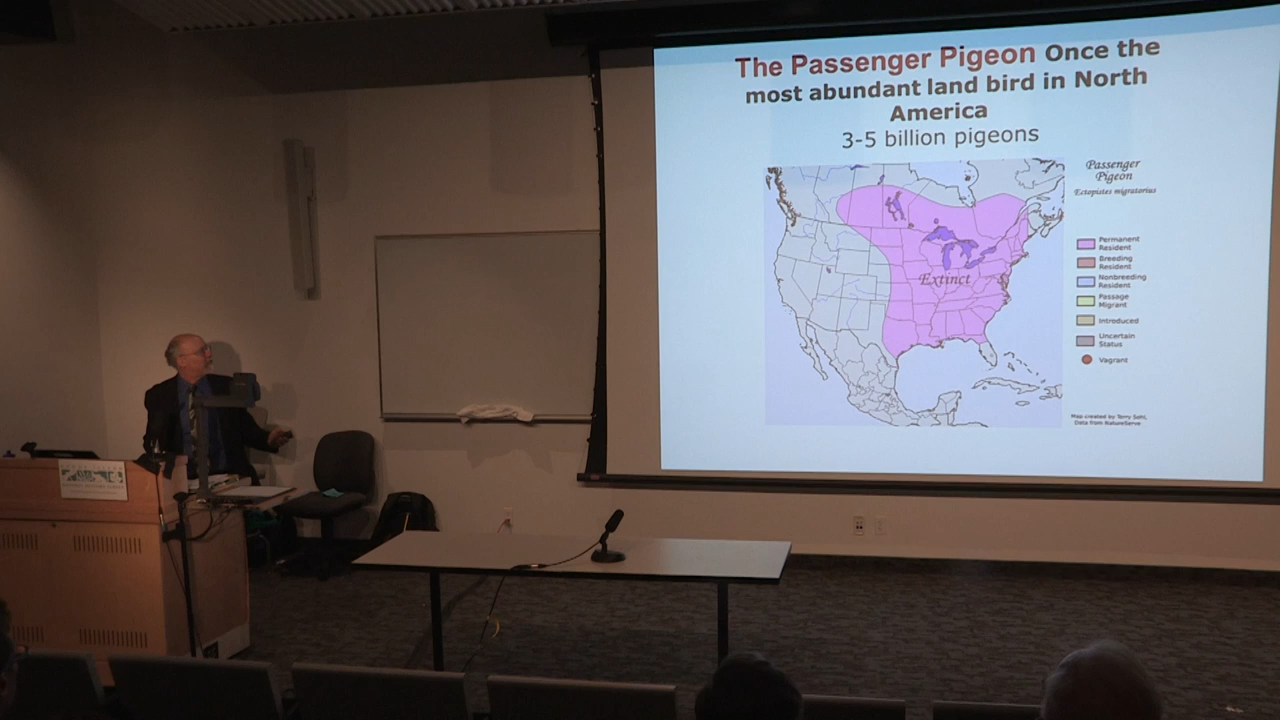 The Passenger Pigeon Once the
most abundant land bird in North
America
3-5 billion pigeons
Passenger
Pigeon
Ectopistes migratorius
Extinct
Permanent
Resident
Breeding
Resident
Nonbreeding
Resident
Passage
Migrant
Introduced
Uncertain
Status
Vagrant
Map created by Terry Sohl,
Data from NatureServe